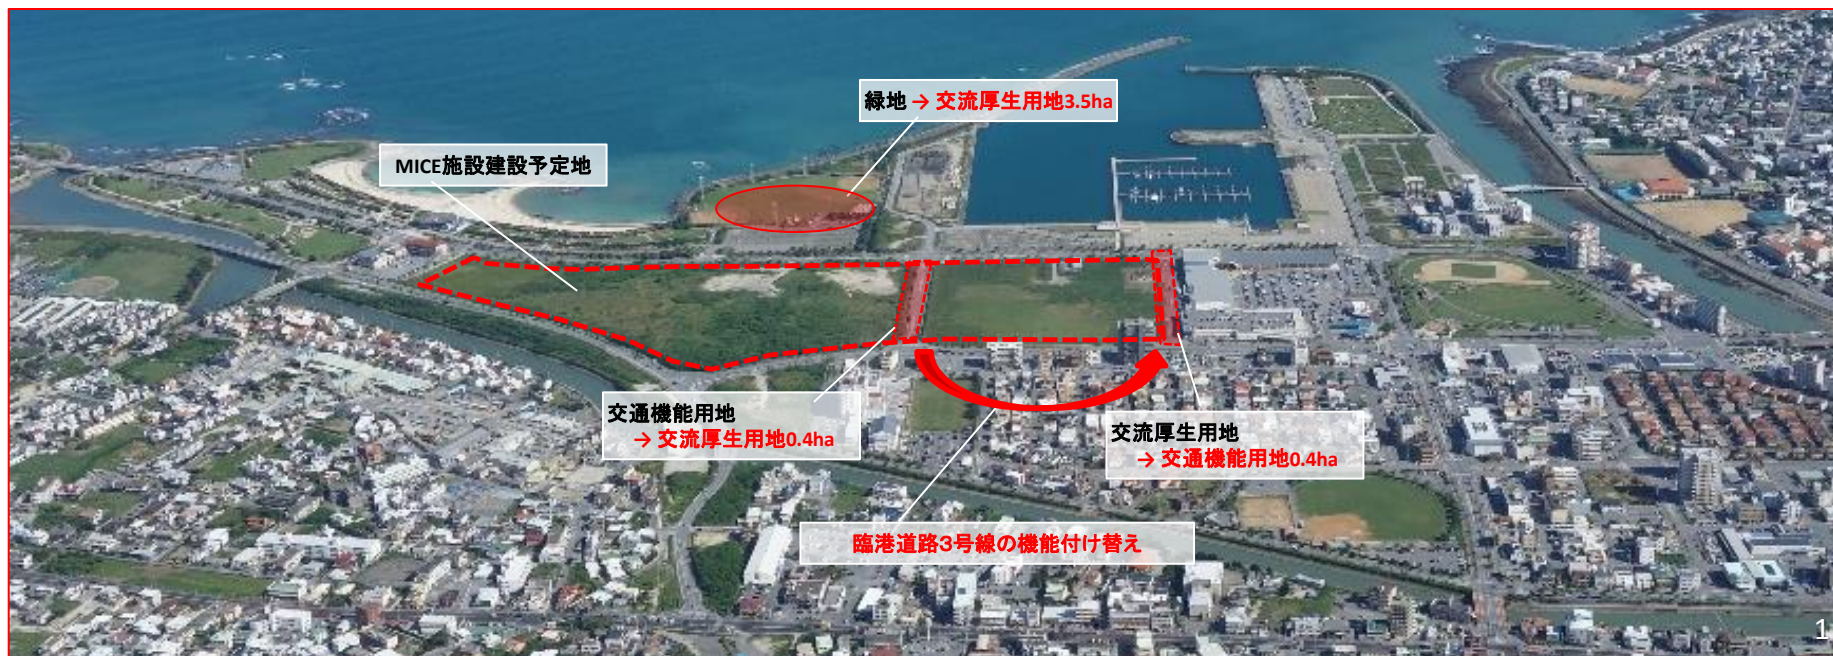 緑地 → 交流厚生用地3.5ha
MICE施設建設予定地
交通機能用地
→ 交流厚生用地0.4ha
交流厚生用地
→ 交通機能用地0.4ha
臨港道路3号線の機能付け替え
1